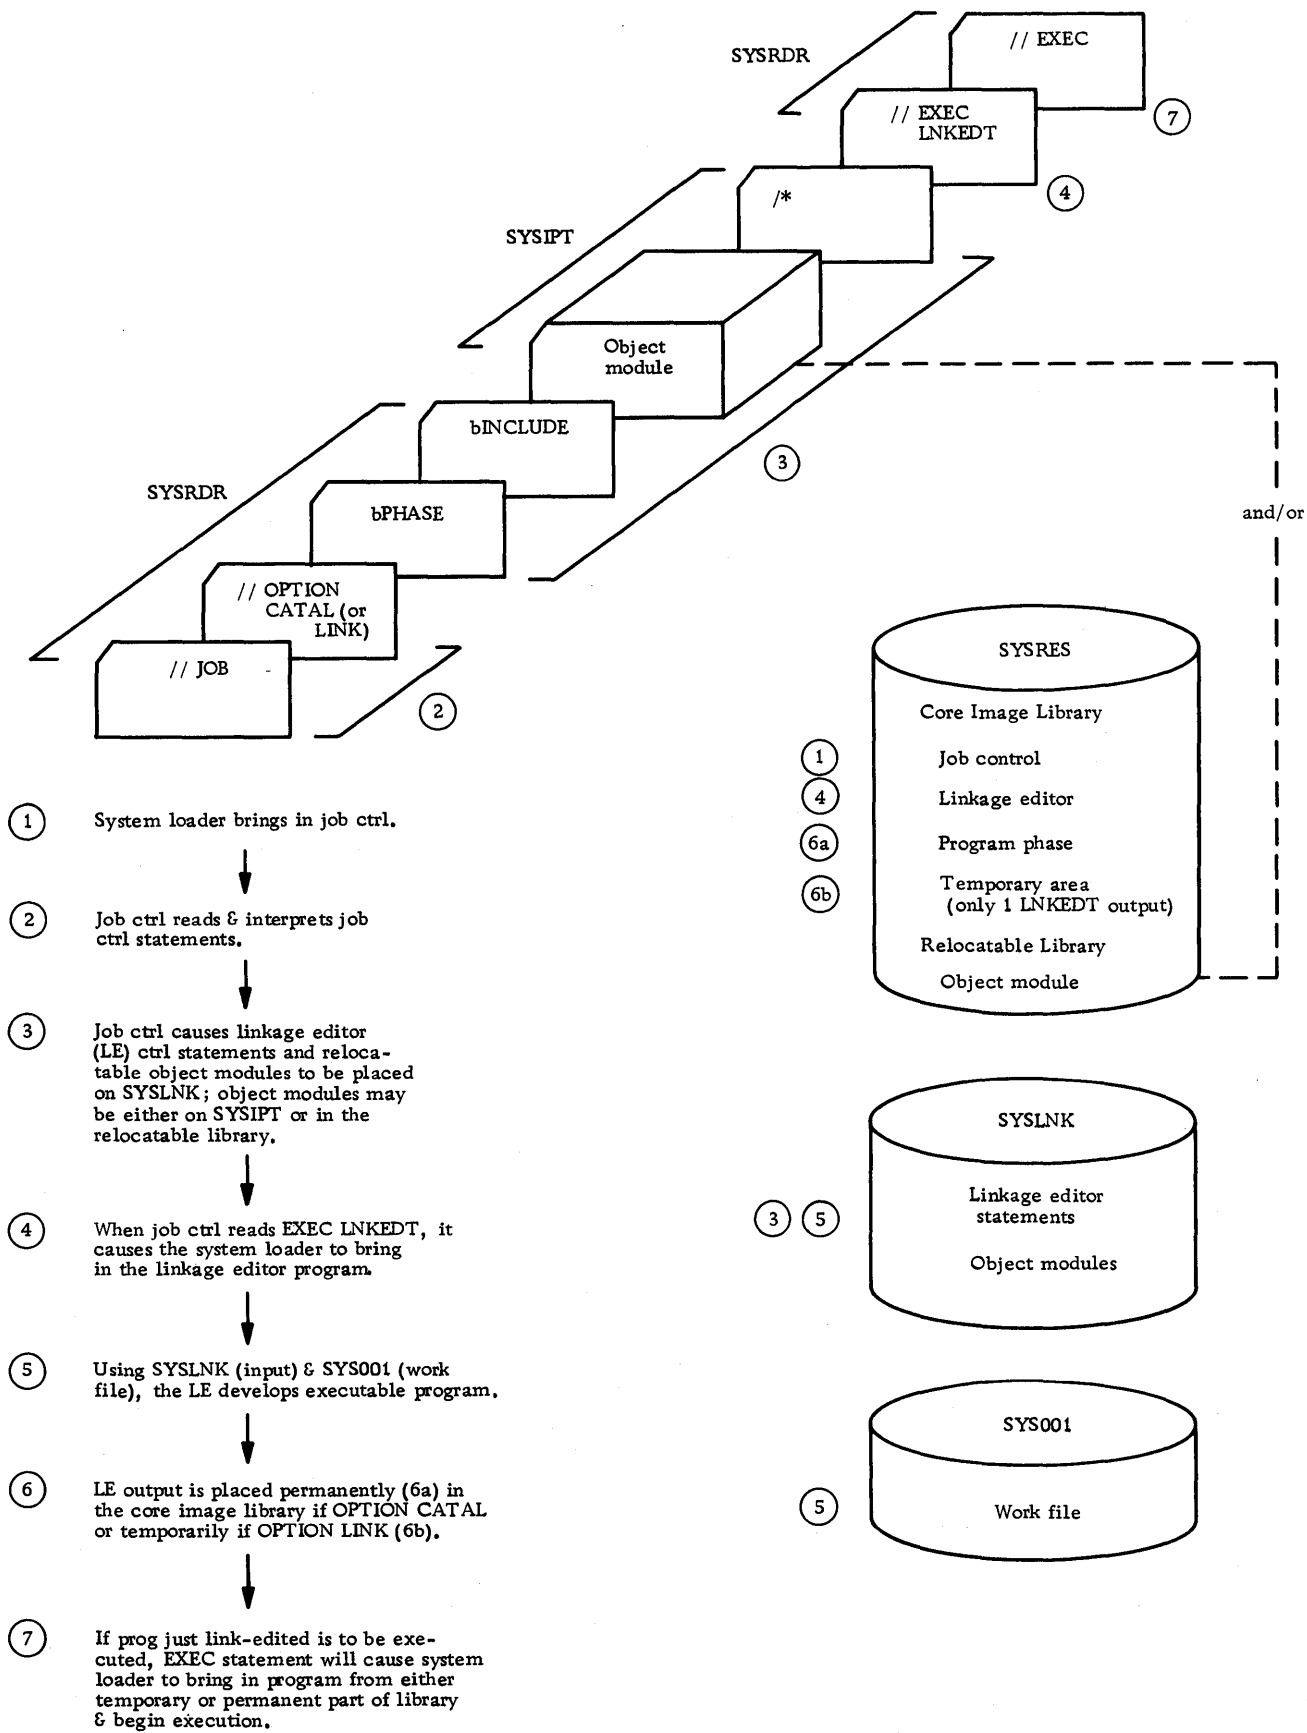 // EXEC
SYSRDR
7
// EXEC
LNKEDT
4
/*
SYSIPT
Object
module
bINCLUDE
3
SYSRDR
bPHASE
and/or
// OPTION
CATAL (or
LINK)
// JOB
2
SYSRES
Core Image Library
1 Job control
4 Linkage editor
6a Program phase
6b Temporary area
(only 1 LNKEDT output)
Relocatable Library
Object module
SYSLNK
3 5 Linkage editor
statements
Object modules
SYS001
5 Work file
1 System loader brings in job ctrl.
2 Job ctrl reads & interprets job
ctrl statements.
3 Job ctrl causes linkage editor
(LE) ctrl statements and reloca-
table object modules to be placed
on SYSLNK; object modules may
be either on SYSIPT or in the
relocatable library.
4 When job ctrl reads EXEC LNKEDT, it
causes the system loader to bring
in the linkage editor program.
5 Using SYSLNK (input) & SYS001 (work
file), the LE develops executable program.
6 LE output is placed permanently (6a) in
the core image library if OPTION CATAL
or temporarily if OPTION LINK (6b).
7 If prog just link-edited is to be exe-
cuted, EXEC statement will cause system
loader to bring in program from either
temporary or permanent part of library
& begin execution.